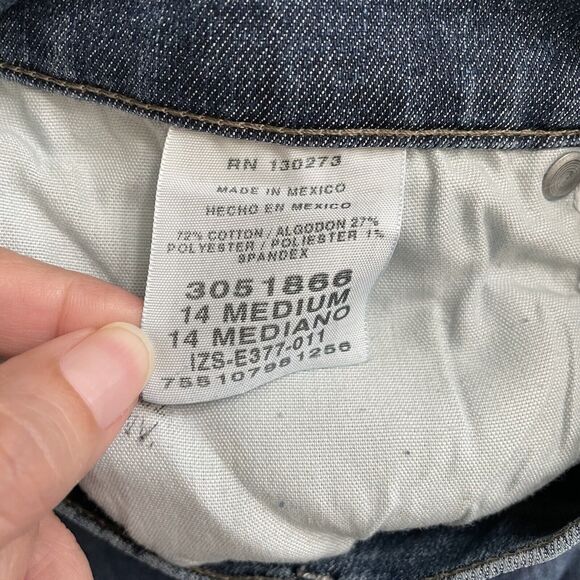 RN 130273
MADE IN MEXICO
HECHO EN MEXICO
72% COTTON / ALGODON 27%
POLYESTER / POLIESTER 1%
SPANDEX
3051866
14 MEDIUM
14 MEDIANO
IZS-E377-011
755107981256